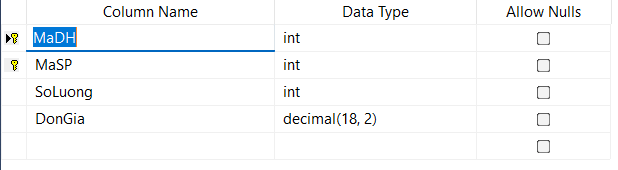 Column Name Data Type Allow Nulls
MaDH int
MaSP int
SoLuong int
DonGia decimal(18, 2)